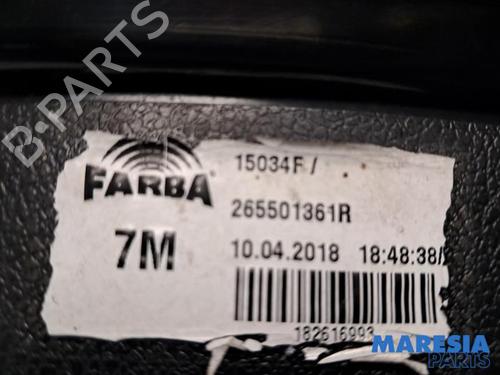 B-PARTS
FARBA
7M
15034F /
265501361R
10.04.2018 18:48:38/
182616993
MARESIA
PARTS